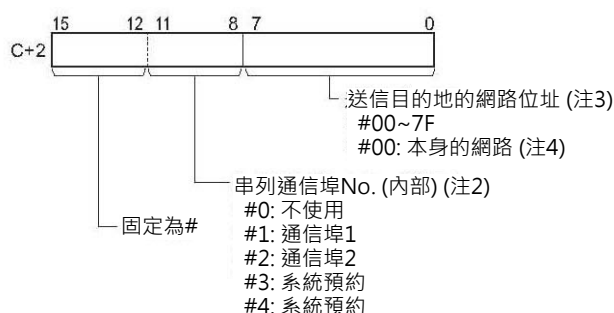 15 12 11 8 7 0
C+2
送信目的地的網路位址 (注3)
#00~7F
#00: 本身的網路 (注4)
串列通信埠No. (內部) (注2)
固定為#
#0: 不使用
#1: 通信埠1
#2: 通信埠2
#3: 系統預約
#4: 系統預約